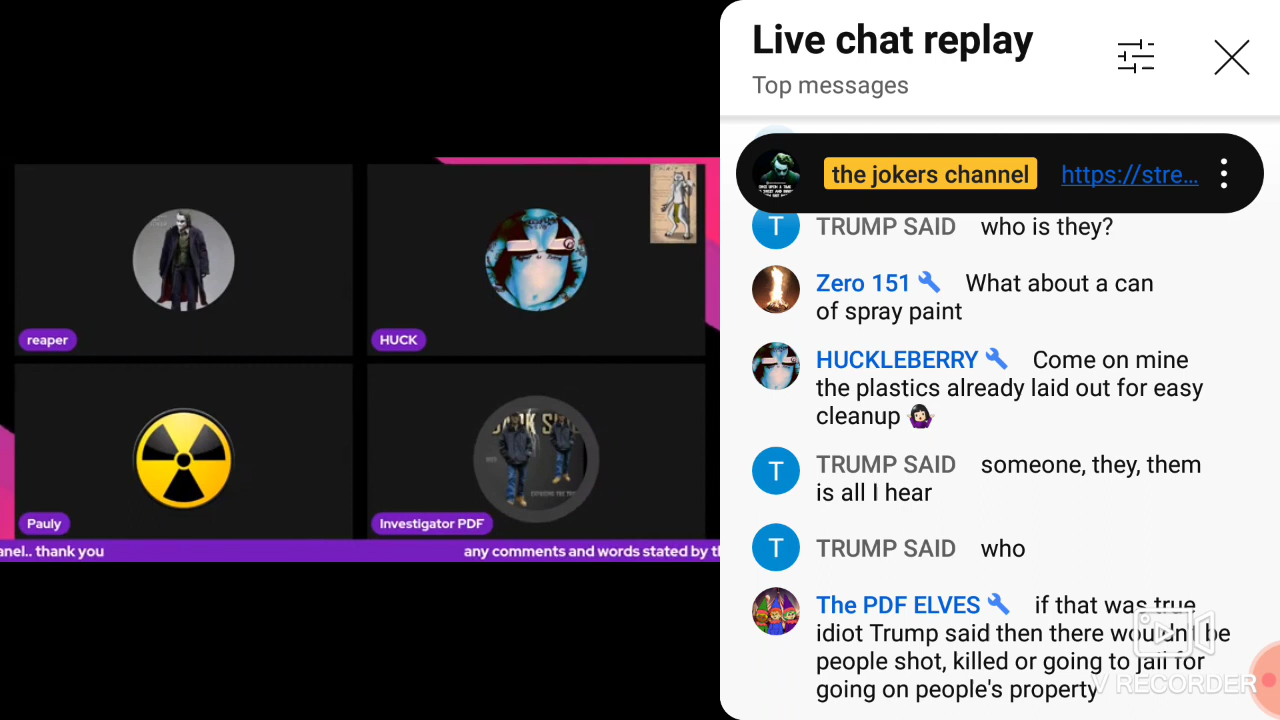 Live chat replay
Top messages
the jokers channel https://stre...
TRUMP SAID who is they?
Zero 151 What about a can
of spray paint
HUCKLEBERRY Come on mine
the plastics already laid out for easy
cleanup
TRUMP SAID someone, they, them
is all I hear
TRUMP SAID who
The PDF ELVES if that was true
idiot Trump said then there wouldn't be
people shot, killed or going to jail for
going on people's property
reaper
HUCK
Pauly
Investigator PDF
anel.. thank you any comments and words stated by th
T
T
T
V RECORDER